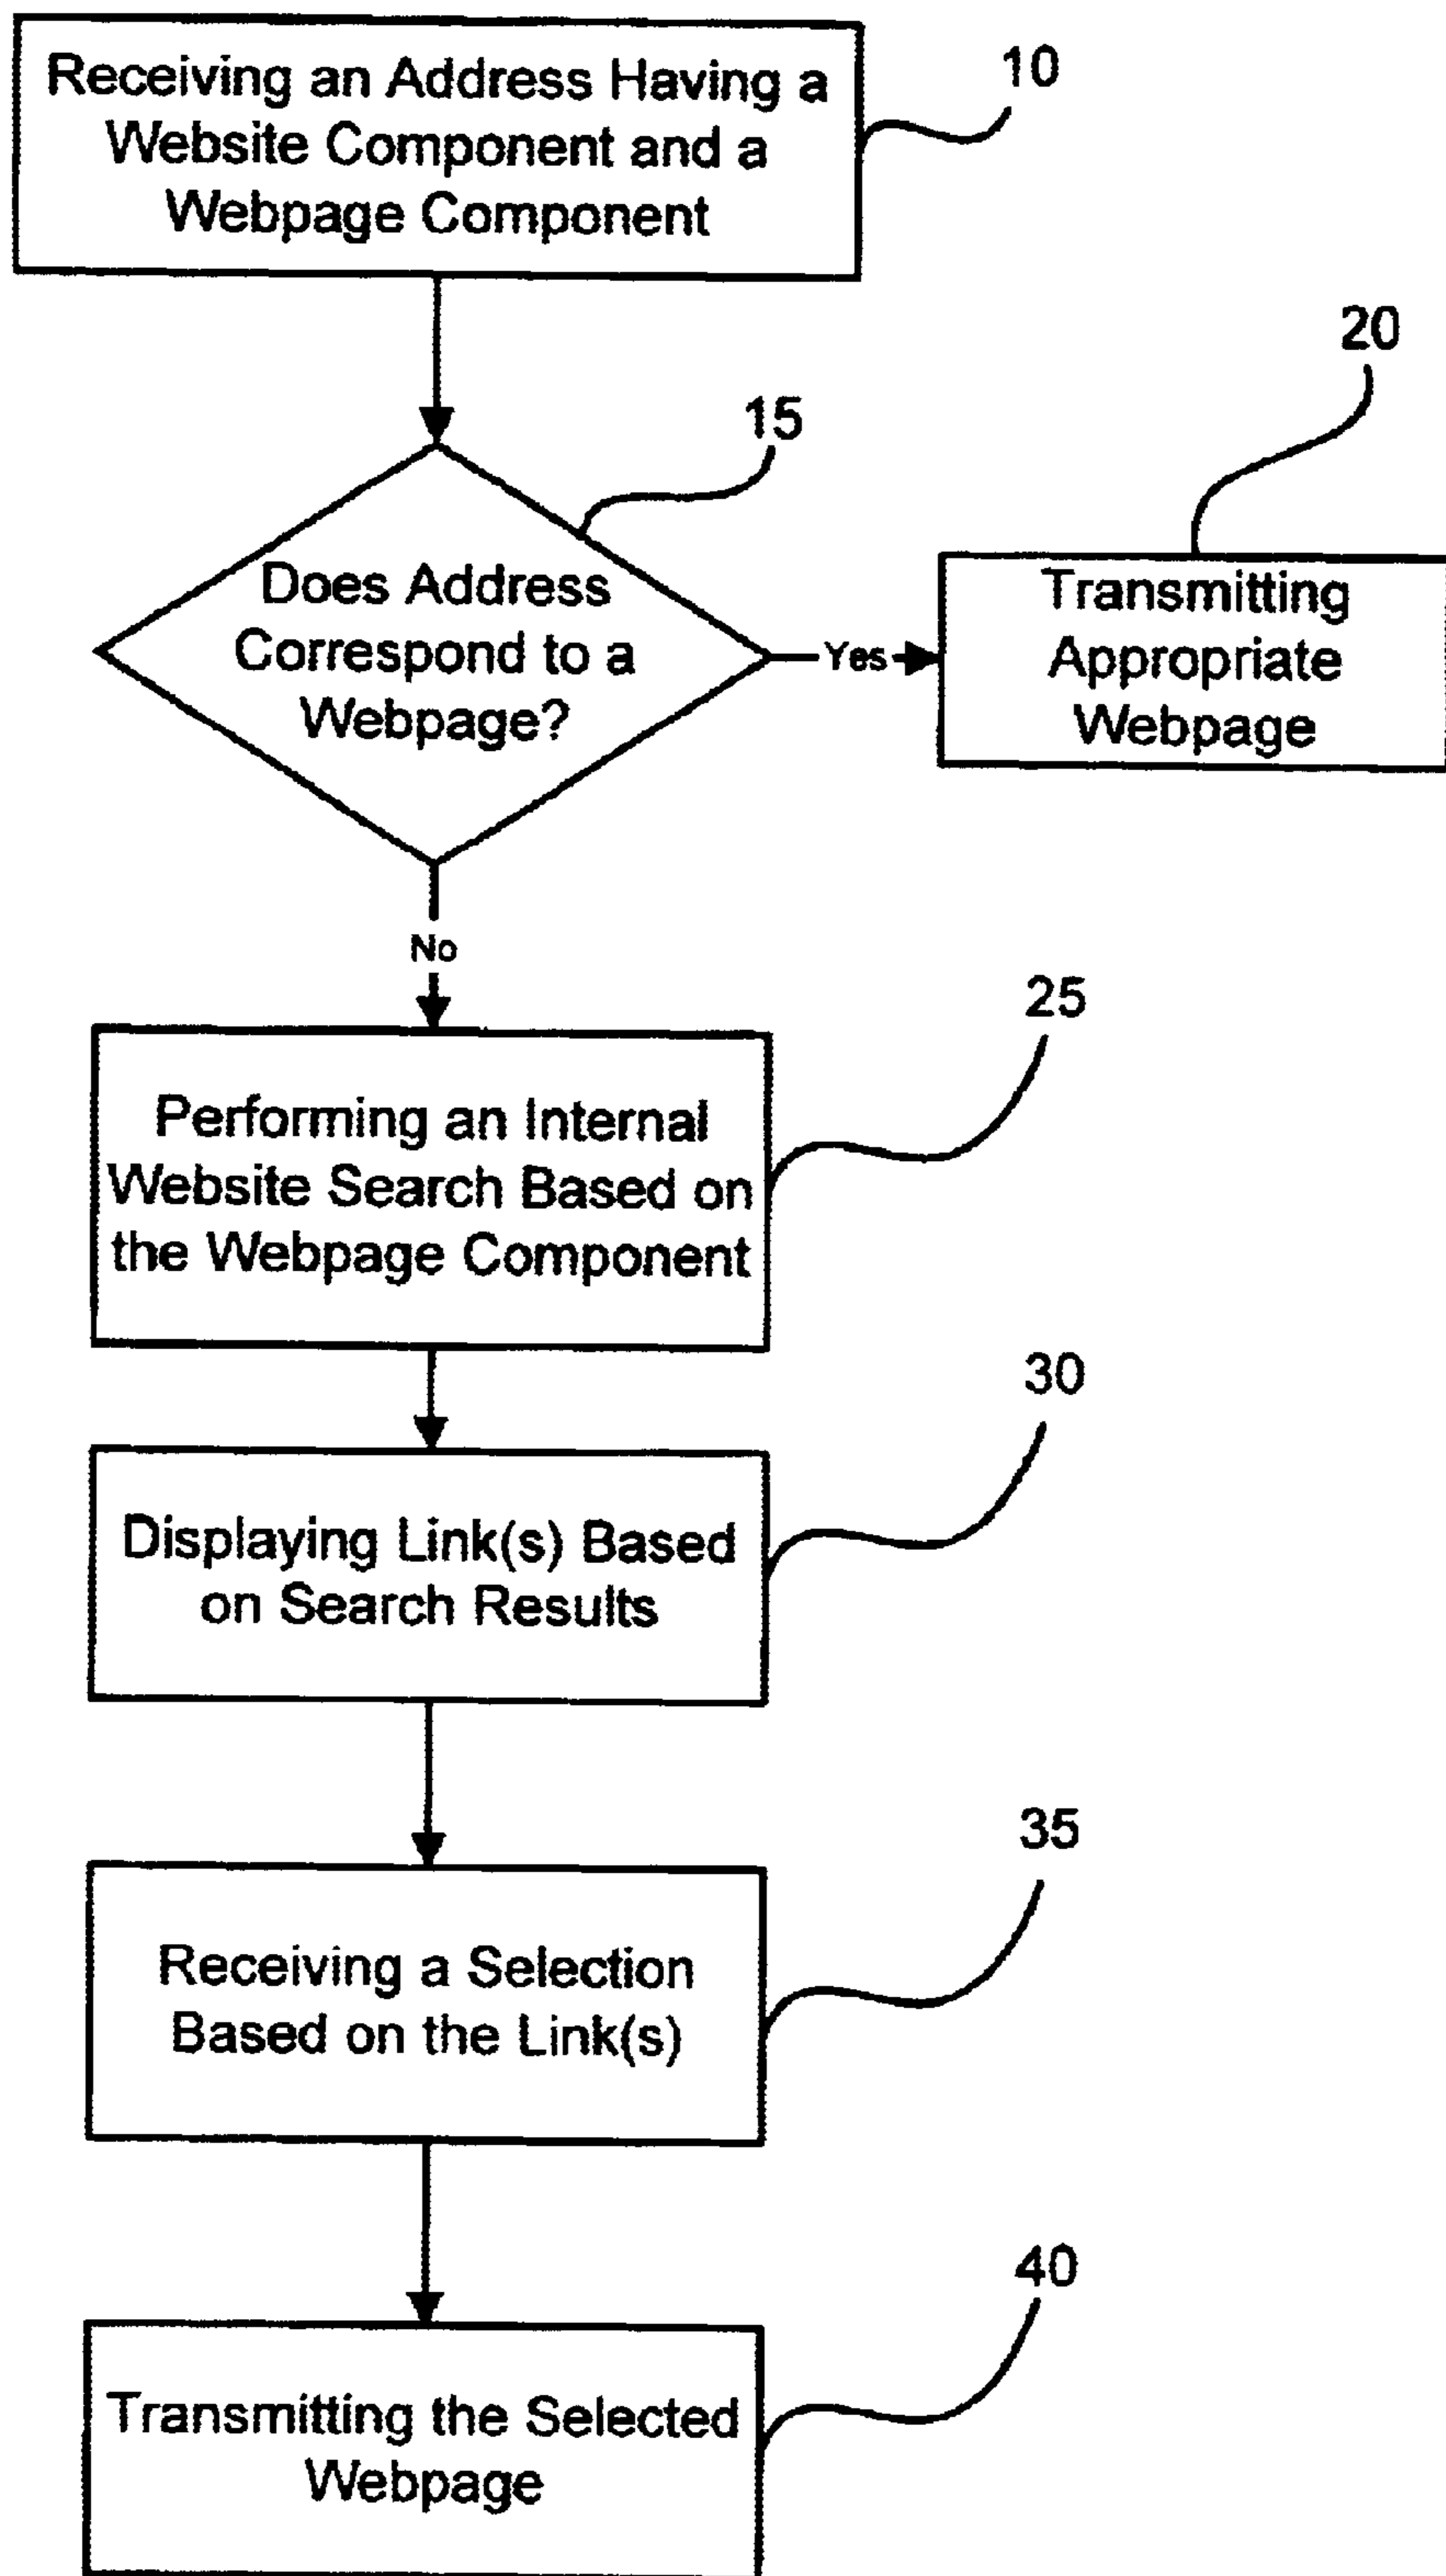 Receiving an Address Having a
Website Component and a
Webpage Component
10
15
Does Address
Correspond to a
Webpage?
Yes
20
Transmitting
Appropriate
Webpage
No
25
Performing an Internal
Website Search Based on
the Webpage Component
30
Displaying Link(s) Based
on Search Results
35
Receiving a Selection
Based on the Link(s)
40
Transmitting the Selected
Webpage